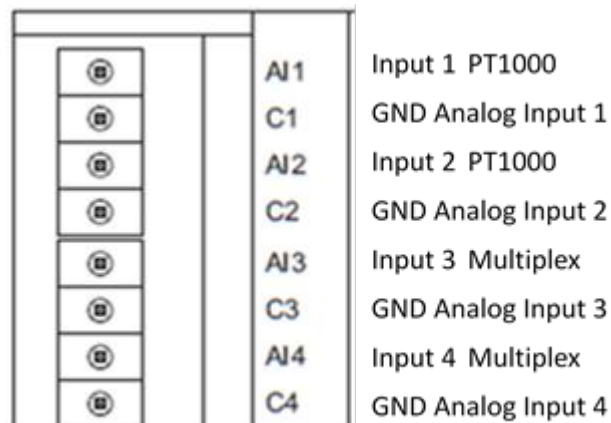 AI1 Input 1 PT1000
C1 GND Analog Input 1
AI2 Input 2 PT1000
C2 GND Analog Input 2
AI3 Input 3 Multiplex
C3 GND Analog Input 3
AI4 Input 4 Multiplex
C4 GND Analog Input 4